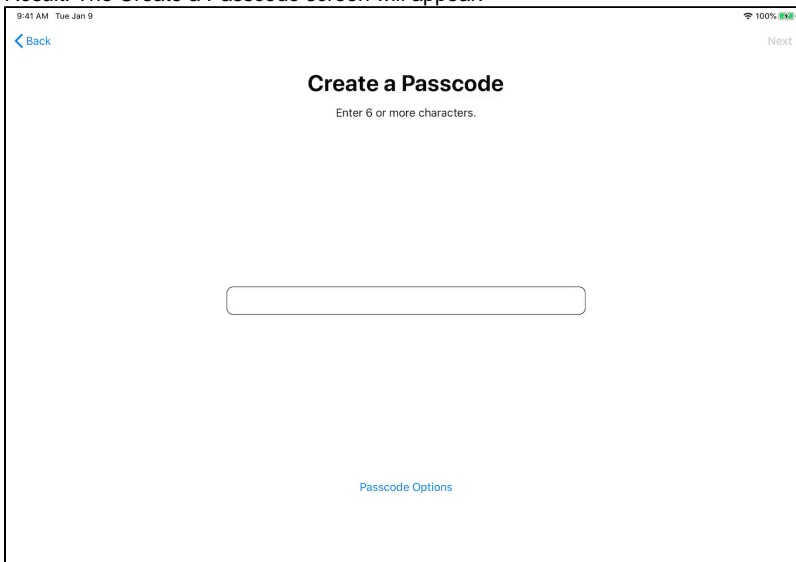 Result: The Create a Passcode screen will appear.
9:41 AM Tue Jan 9
100%
Back
Next
Create a Passcode
Enter 6 or more characters.
Passcode Options